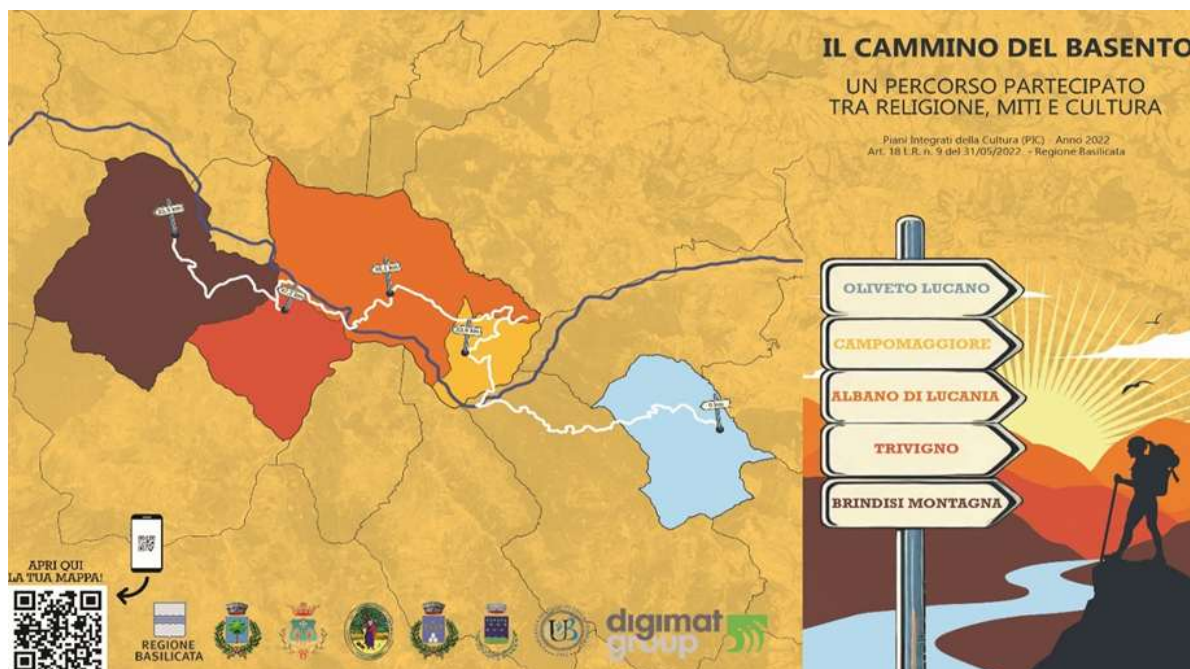 IL CAMMINO DEL BASENTO
UN PERCORSO PARTECIPATO
TRA RELIGIONE, MITI E CULTURA
Piani Integrati della Cultura (PIC) - Anno 2022
Art. 18 L.R. n. 9 del 31/05/2022 - Regione Basilicata
OLIVETO LUCANO
CAMPOMAGGIORE
ALBANO DI LUCANIA
TRIVIGNO
BRINDISI MONTAGNA
0 km
APRI QUI
LA TUA MAPPA!
REGIONE
BASILICATA
digimat
group